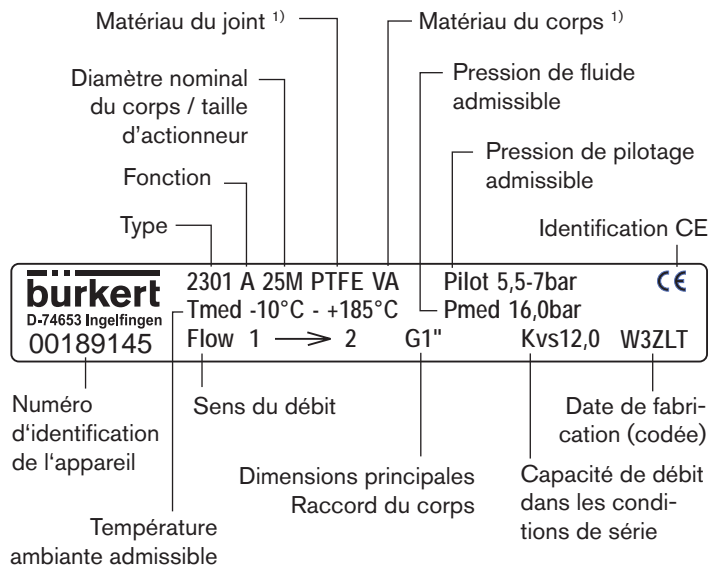 Matériau du joint 1)
Matériau du corps 1)
Diamètre nominal
du corps / taille
d'actionneur
Pression de fluide
admissible
Fonction
Pression de pilotage
admissible
Type
Identification CE
bürkert
D-74653 Ingelfingen
00189145
2301 A 25M PTFE VA
Pilot 5,5-7bar
CE
Tmed -10°C - +185°C
Pmed 16,0bar
Flow 1 → 2
G1"
Kvs12,0
W3ZLT
Numéro
d'identification
de l'appareil
Sens du débit
Date de fabri-
cation (codée)
Dimensions principales
Raccord du corps
Capacité de débit
dans les condi-
tions de série
Température
ambiante admissible